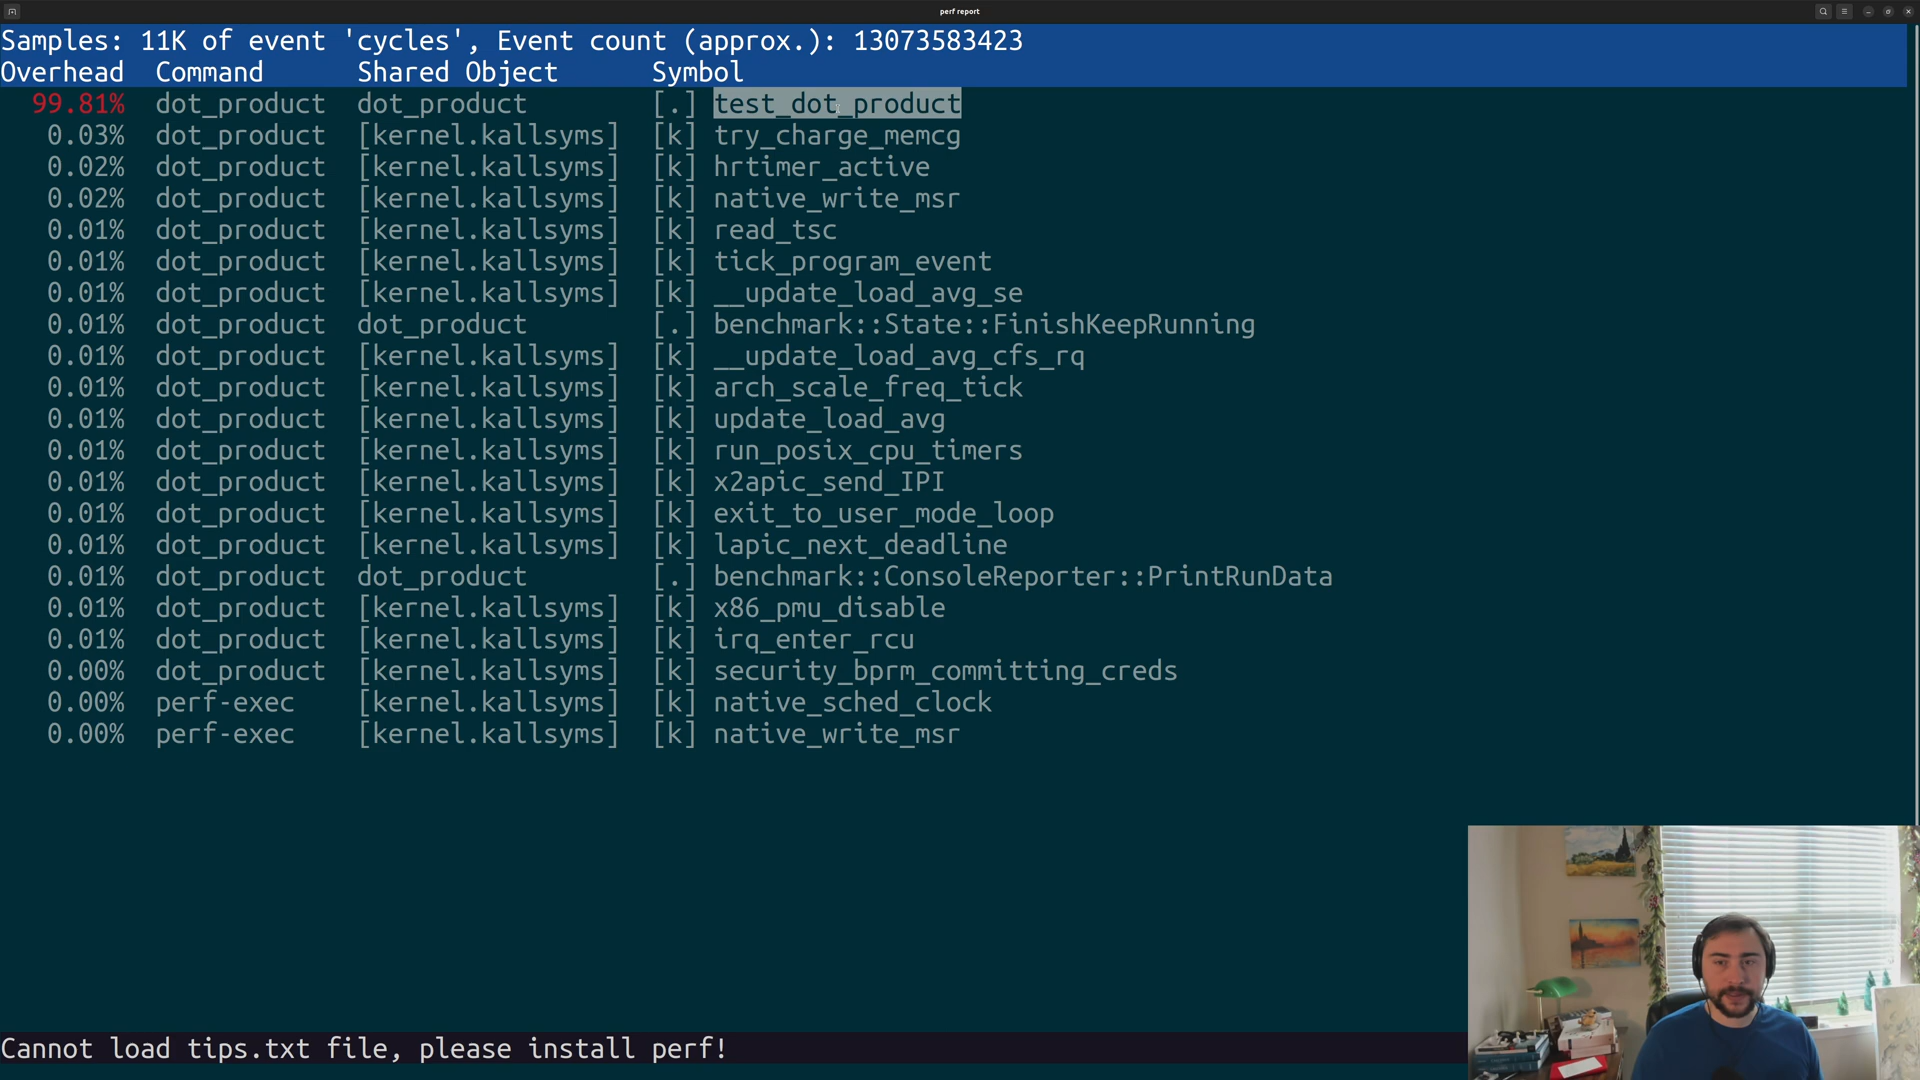 perf report
Samples: 11K of event 'cycles', Event count (approx.): 13073583423
Overhead Command Shared Object Symbol
99.81% dot_product dot_product [.] test_dot_product
0.03% dot_product [kernel.kallsyms] [k] try_charge_memcg
0.02% dot_product [kernel.kallsyms] [k] hrtimer_active
0.02% dot_product [kernel.kallsyms] [k] native_write_msr
0.01% dot_product [kernel.kallsyms] [k] read_tsc
0.01% dot_product [kernel.kallsyms] [k] tick_program_event
0.01% dot_product [kernel.kallsyms] [k] __update_load_avg_se
0.01% dot_product dot_product [.] benchmark::State::FinishKeepRunning
0.01% dot_product [kernel.kallsyms] [k] __update_load_avg_cfs_rq
0.01% dot_product [kernel.kallsyms] [k] arch_scale_freq_tick
0.01% dot_product [kernel.kallsyms] [k] update_load_avg
0.01% dot_product [kernel.kallsyms] [k] run_posix_cpu_timers
0.01% dot_product [kernel.kallsyms] [k] x2apic_send_IPI
0.01% dot_product [kernel.kallsyms] [k] exit_to_user_mode_loop
0.01% dot_product [kernel.kallsyms] [k] lapic_next_deadline
0.01% dot_product dot_product [.] benchmark::ConsoleReporter::PrintRunData
0.01% dot_product [kernel.kallsyms] [k] x86_pmu_disable
0.01% dot_product [kernel.kallsyms] [k] irq_enter_rcu
0.00% dot_product [kernel.kallsyms] [k] security_bprm_committing_creds
0.00% perf-exec [kernel.kallsyms] [k] native_sched_clock
0.00% perf-exec [kernel.kallsyms] [k] native_write_msr
Cannot load tips.txt file, please install perf!